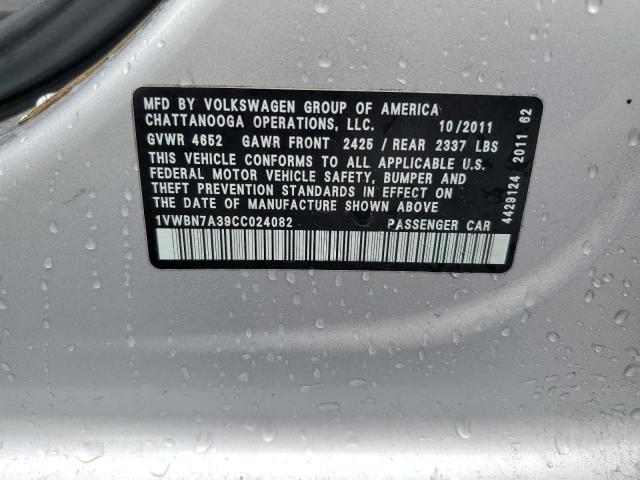 MFD BY VOLKSWAGEN GROUP OF AMERICA
CHATTANOOGA OPERATIONS, LLC. 10/2011
GVWR 4652 GAWR FRONT 2425 / REAR 2337 LBS
THIS VEHICLE CONFORMS TO ALL APPLICABLE U.S.
FEDERAL MOTOR VEHICLE SAFETY, BUMPER AND
THEFT PREVENTION STANDARDS IN EFFECT ON
THE DATE OF MANUFACTURE SHOWN ABOVE
1VWBN7A39CC024082 PASSENGER CAR
4429124 2011 62